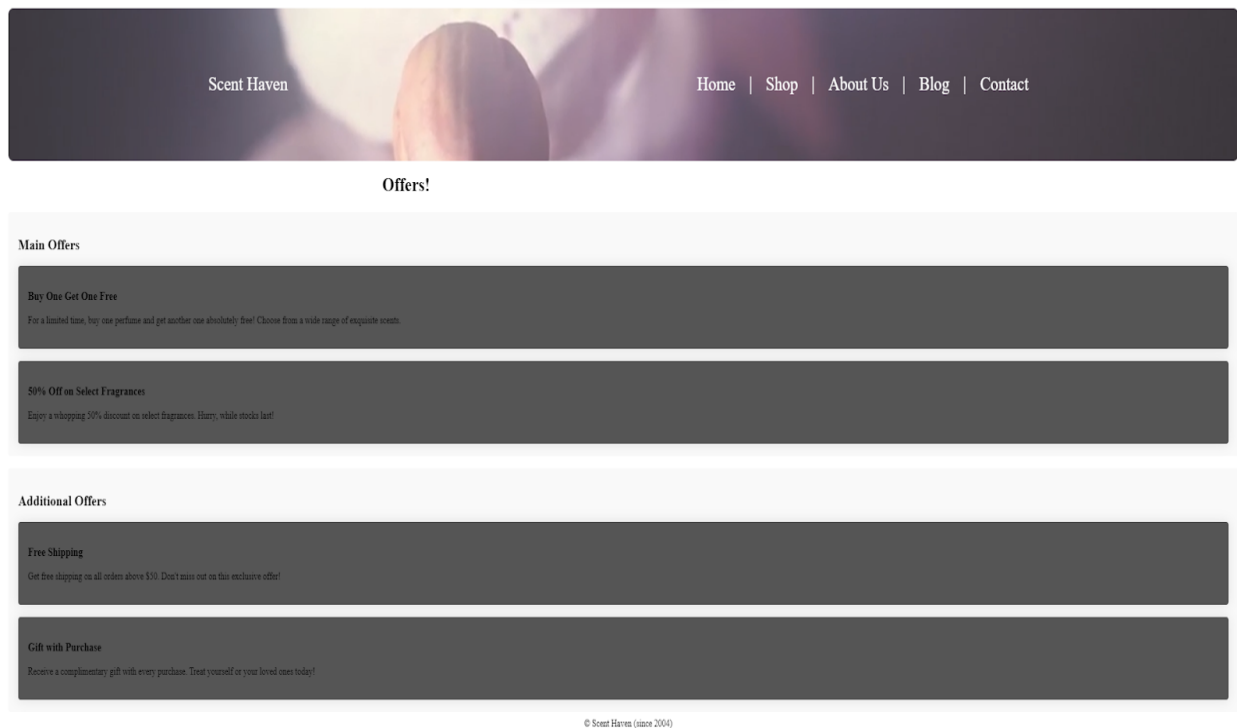 Scent Haven
Home | Shop | About Us | Blog | Contact
Offers!
Main Offers
Buy One Get One Free
For a limited time, buy one perfume and get another one absolutely free! Choose from a wide range of exquisite scents.
50% Off on Select Fragrances
Enjoy a whopping 50% discount on select fragrances. Hurry, while stocks last!
Additional Offers
Free Shipping
Get free shipping on all orders above $50. Don't miss out on this exclusive offer!
Gift with Purchase
Receive a complimentary gift with every purchase. Treat yourself or your loved ones today!
© Scent Haven (since 2004)